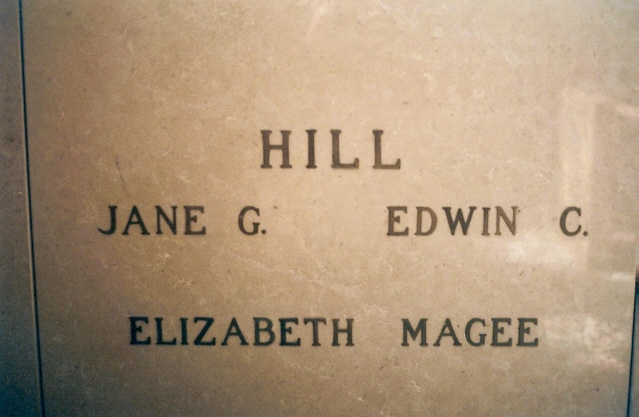 HILL
JANE G. EDWIN C.
ELIZABETH MAGEE